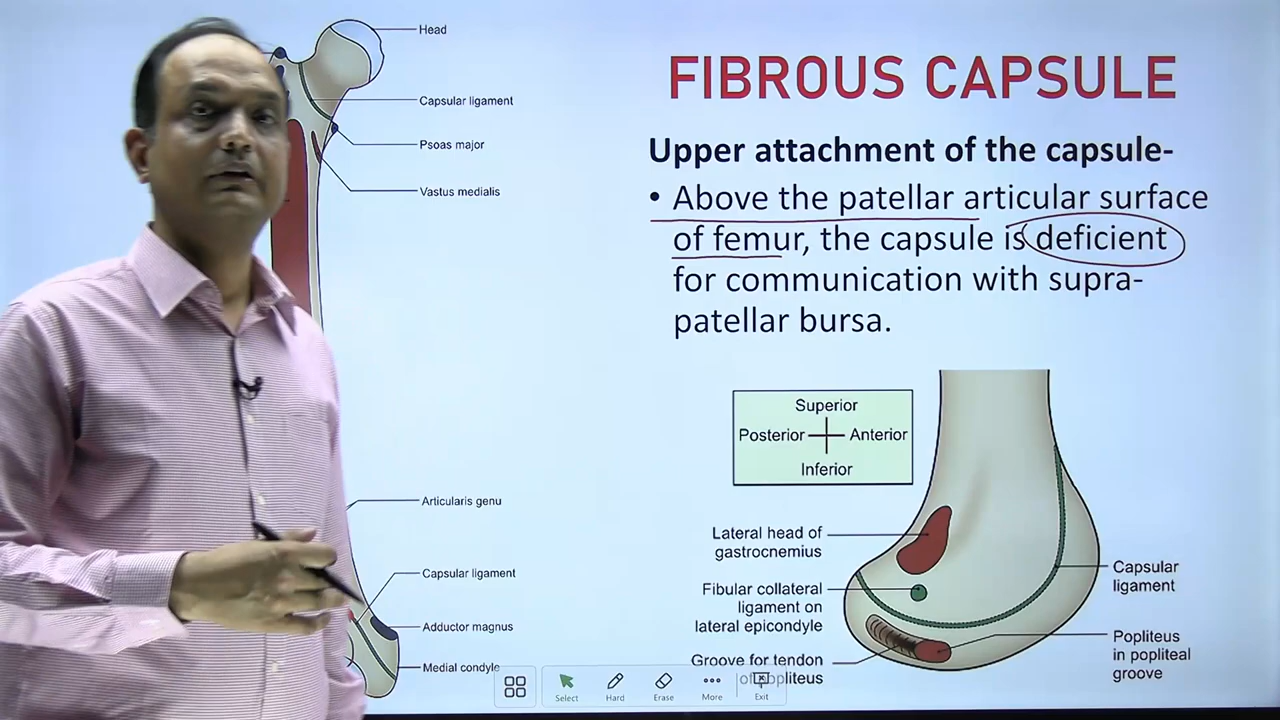 Head
Capsular ligament
Psoas major
Vastus medialis
Articularis genu
Capsular ligament
Adductor magnus
Medial condyle
FIBROUS CAPSULE
Upper attachment of the capsule-
• Above the patellar articular surface
of femur, the capsule is deficient
for communication with supra-
patellar bursa.
Superior
Posterior Anterior
Inferior
Lateral head of
gastrocnemius
Fibular collateral
ligament on
lateral epicondyle
Groove for tendon
of popliteus
Capsular
ligament
Popliteus
in popliteal
groove
Select Hard Erase More Exit